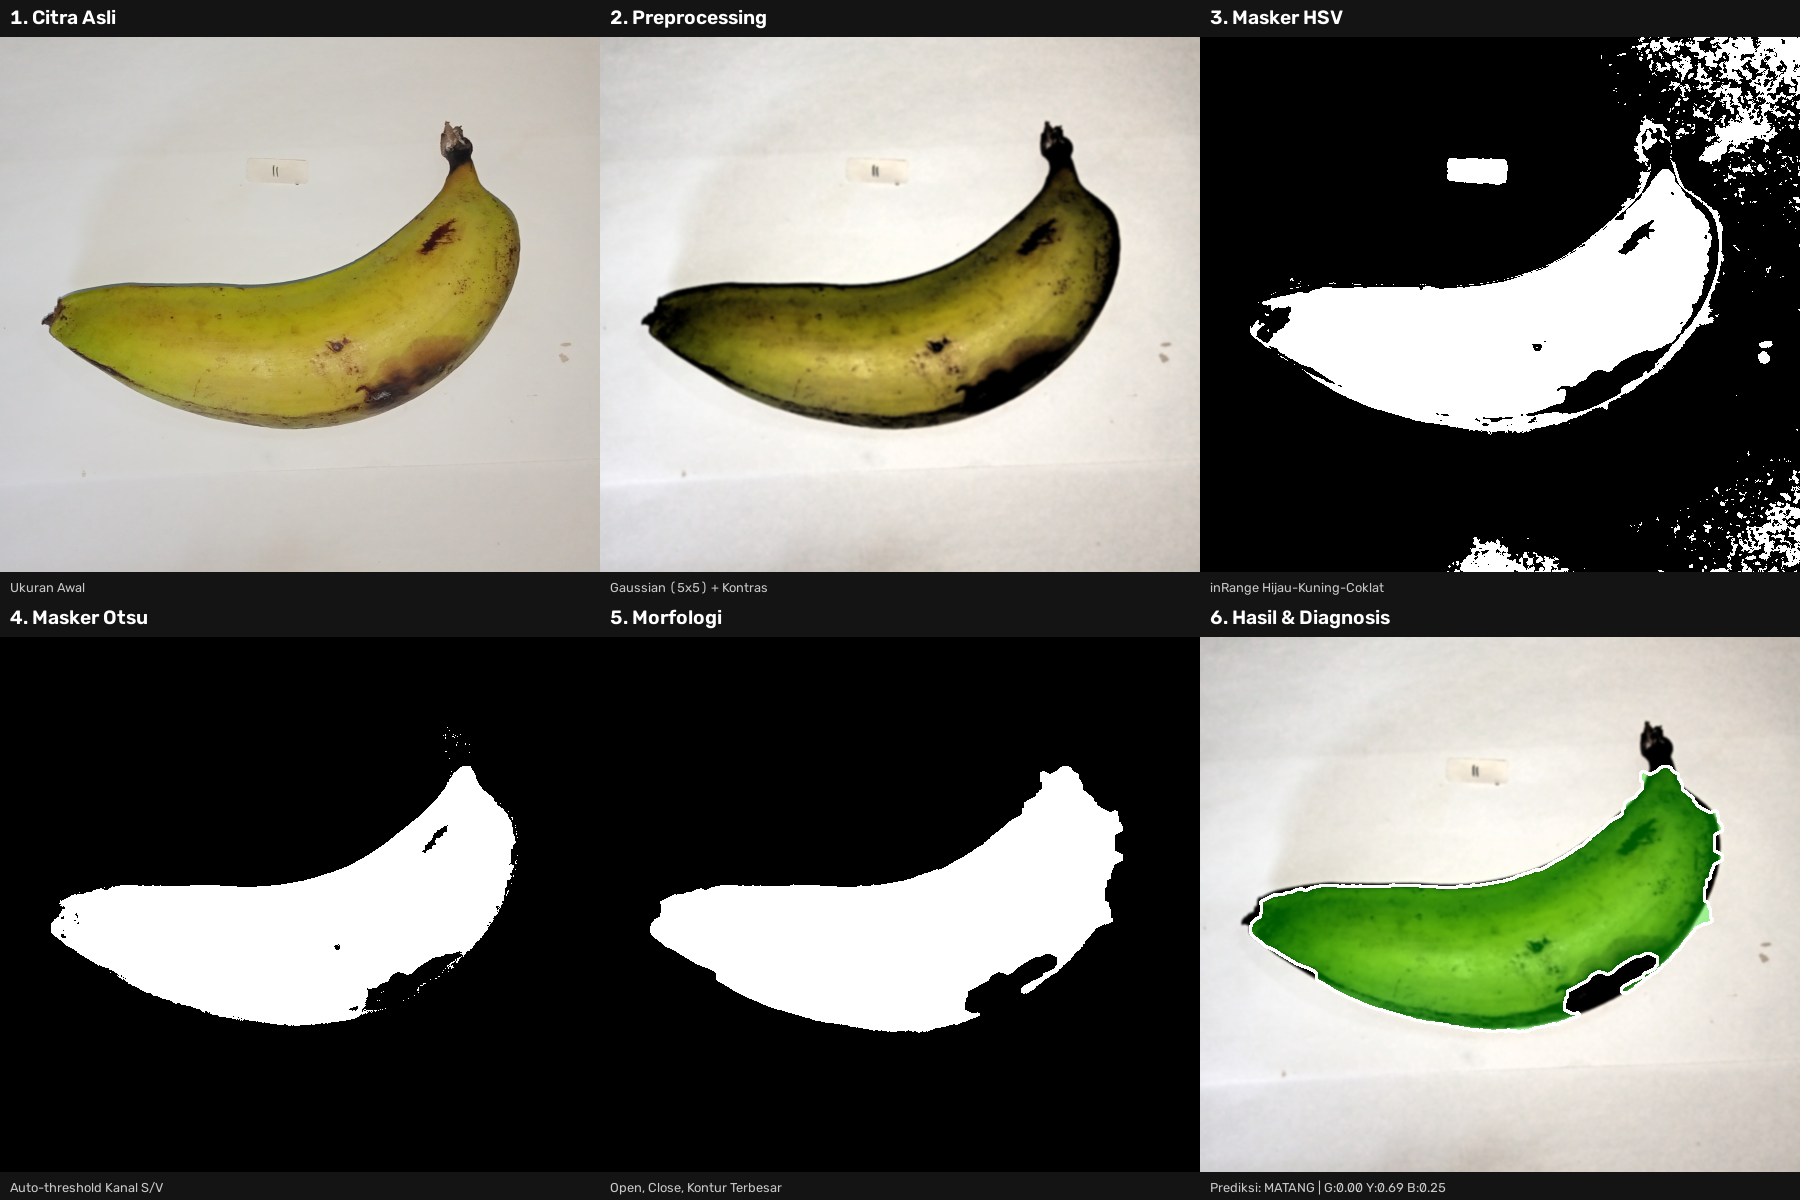 1. Citra Asli
2. Preprocessing
3. Masker HSV
Ukuran Awal
Gaussian (5x5) + Kontras
inRange Hijau-Kuning-Coklat
4. Masker Otsu
5. Morfologi
6. Hasil & Diagnosis
Auto-threshold Kanal S/V
Open, Close, Kontur Terbesar
Prediksi: MATANG | G:0.00 Y:0.69 B:0.25